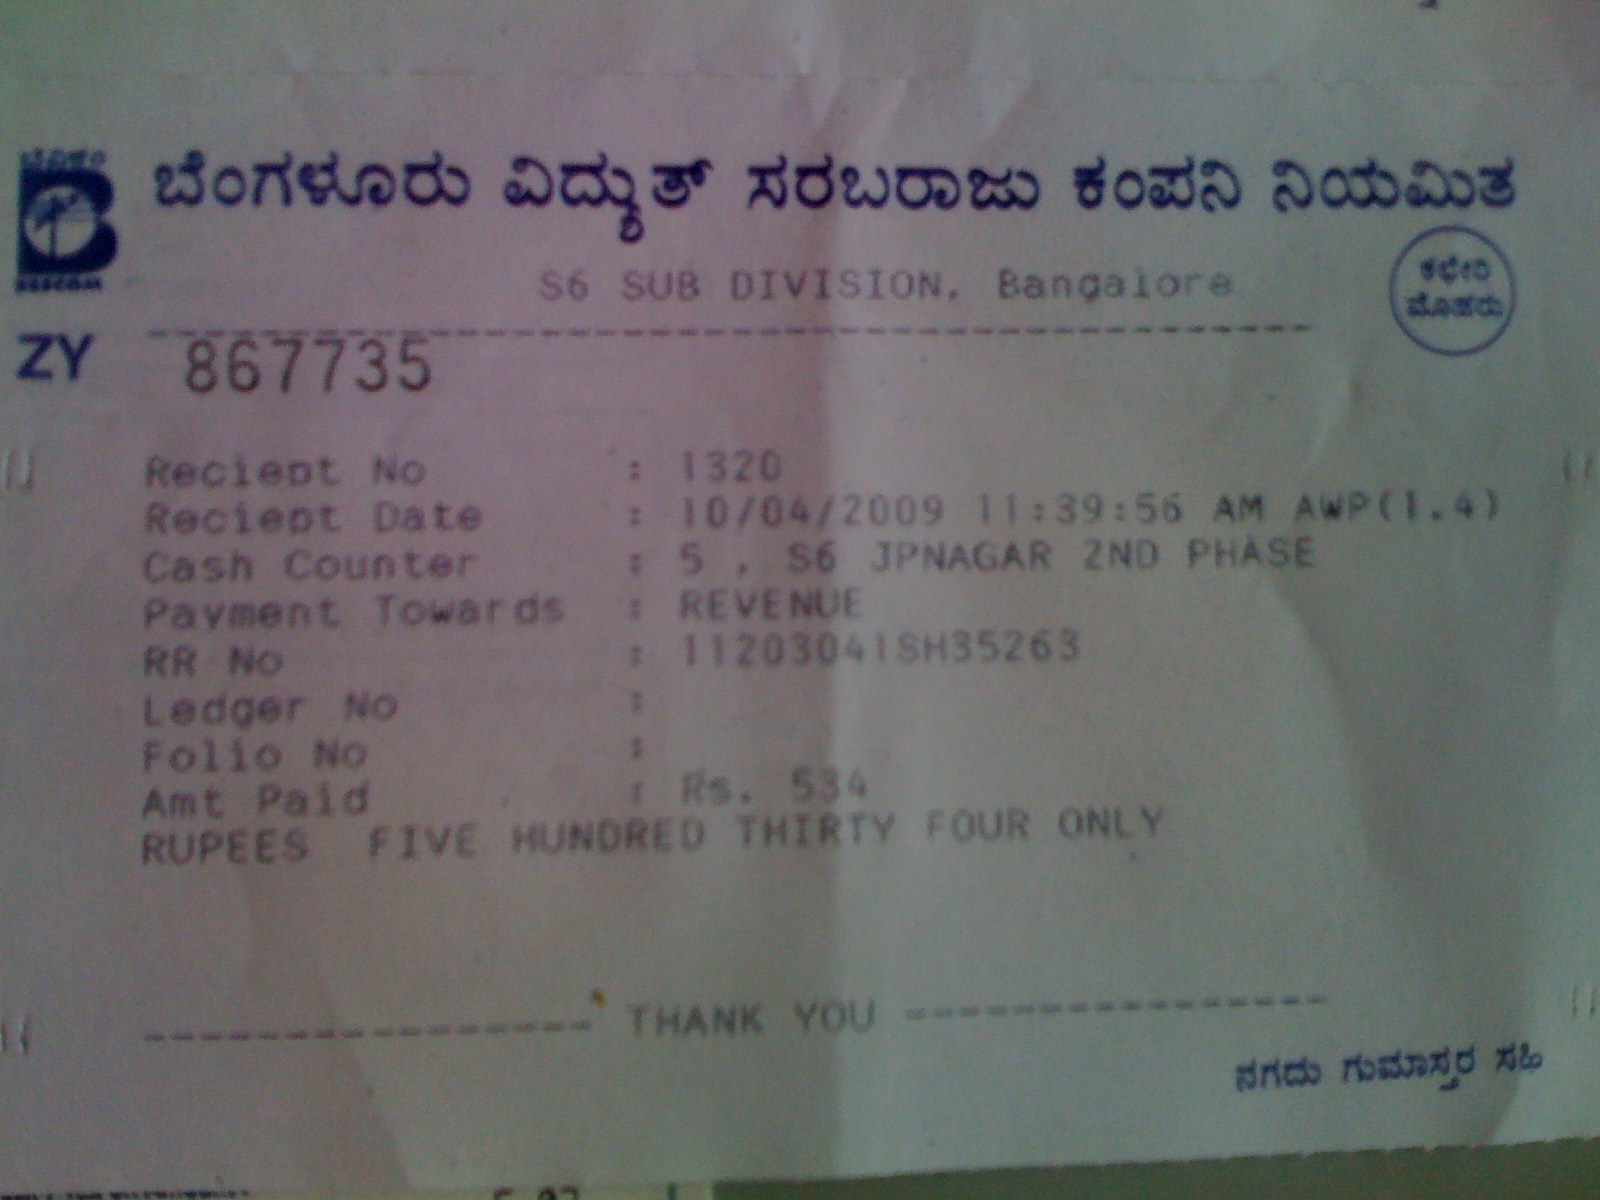 ಬೆವಿಕಂ
ಬೆಂಗಳೂರು ವಿದ್ಯುತ್ ಸರಬರಾಜು ಕಂಪನಿ ನಿಯಮಿತ
BESCOM
S6 SUB DIVISION, Bangalore
ಕಛೇರಿ
ಮೊಹರು
ZY 867735
Reciept No : 1320
Reciept Date : 10/04/2009 11:39:56 AM AWP(1.4)
Cash Counter : 5 , S6 JPNAGAR 2ND PHASE
Payment Towards : REVENUE
RR No : 11203041SH35263
Ledger No :
Folio No :
Amt Paid : Rs. 534
RUPEES FIVE HUNDRED THIRTY FOUR ONLY
---------------- THANK YOU ----------------
ನಗದು ಗುಮಾಸ್ತರ ಸಹಿ